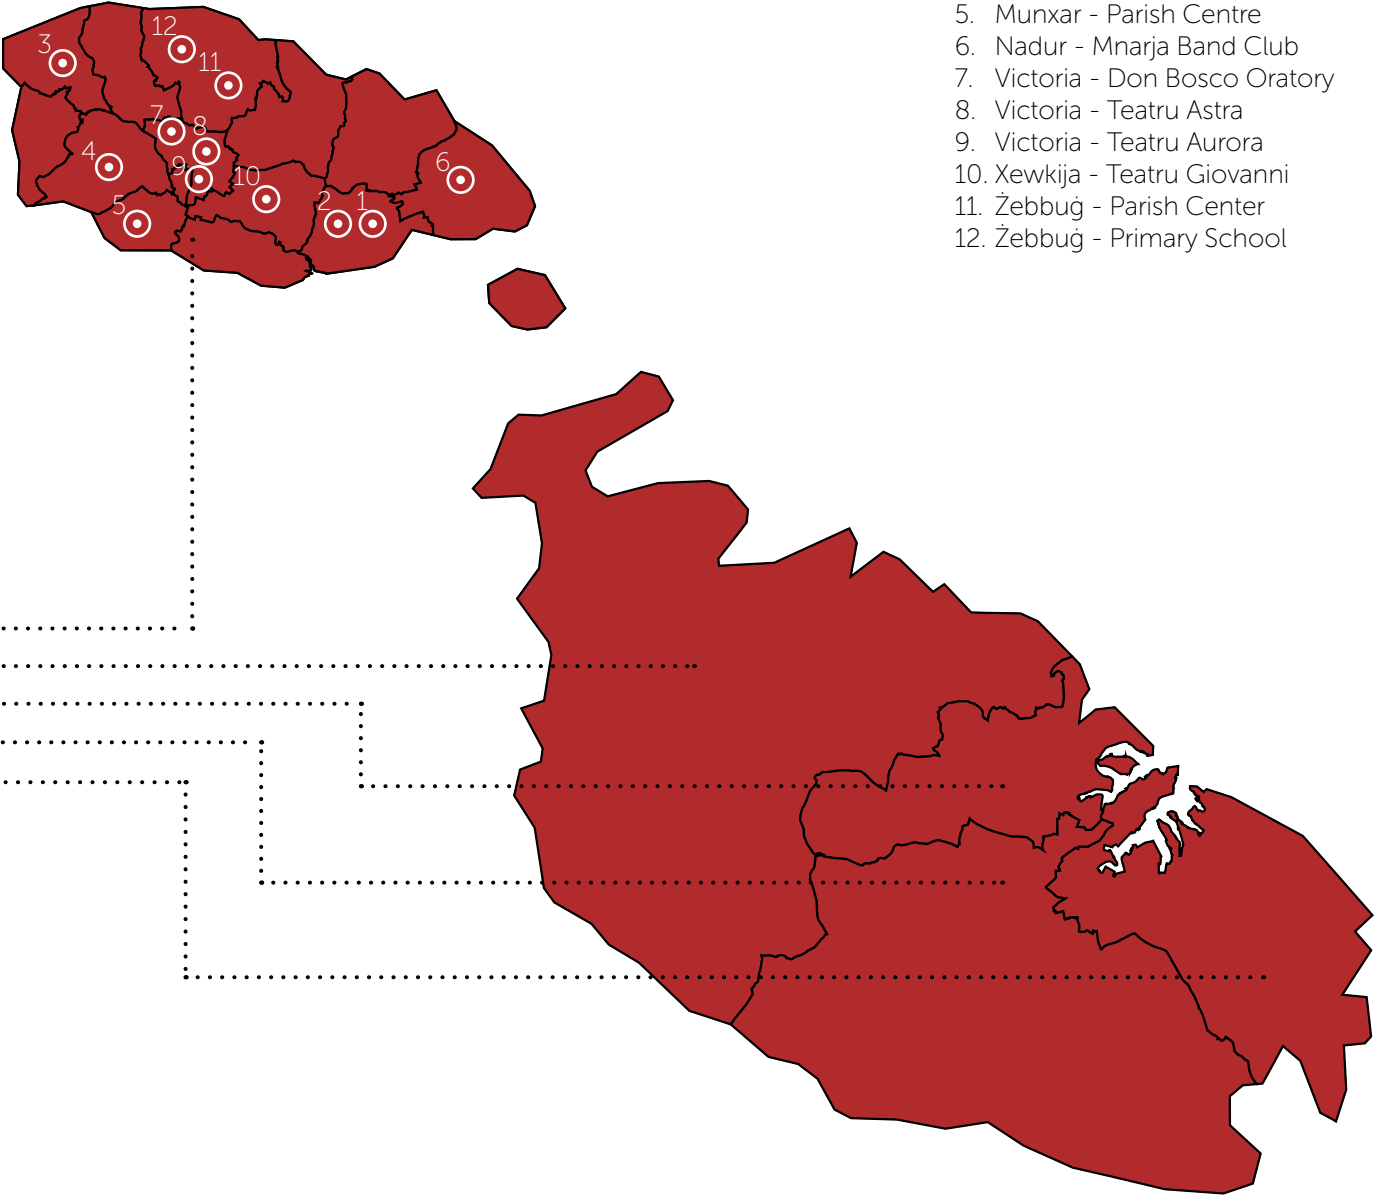 5. Munxar - Parish Centre
6. Nadur - Mnarja Band Club
7. Victoria - Don Bosco Oratory
8. Victoria - Teatru Astra
9. Victoria - Teatru Aurora
10. Xewkija - Teatru Giovanni
11. Żebbuġ - Parish Center
12. Żebbuġ - Primary School
12
3
11
7
8
4
9
10
6
5
2
1